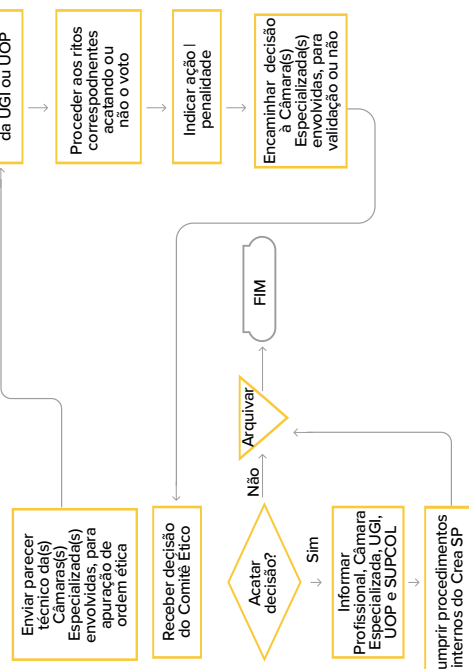 da UGI ou UOP
Proceder aos ritos
correspodnentes
acatando ou
não o voto
Indicar ação |
penalidade
Encaminhar decisão
à Câmara(s)
Especializada(s)
envolvidas, para
validação ou não
Enviar parecer
técnico da(s)
Câmaras(s)
Especializada(s)
envolvidas, para
apuração de
ordem ética
Receber decisão
do Comitê Etico
Acatar
decisão?
Não
Arquivar
FIM
Sim
Informar
Profissional, Câmara
Especializada, UGI,
UOP e SUPCOL
umprir procedimentos
internos do Crea SP